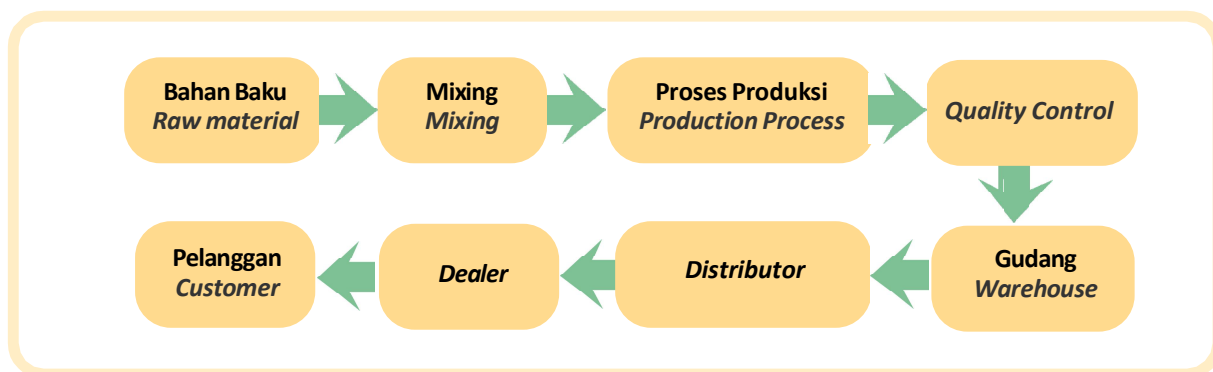 Bahan Baku
Raw material
Mixing
Mixing
Proses Produksi
Production Process
Quality Control
Gudang
Warehouse
Distributor
Dealer
Pelanggan
Customer